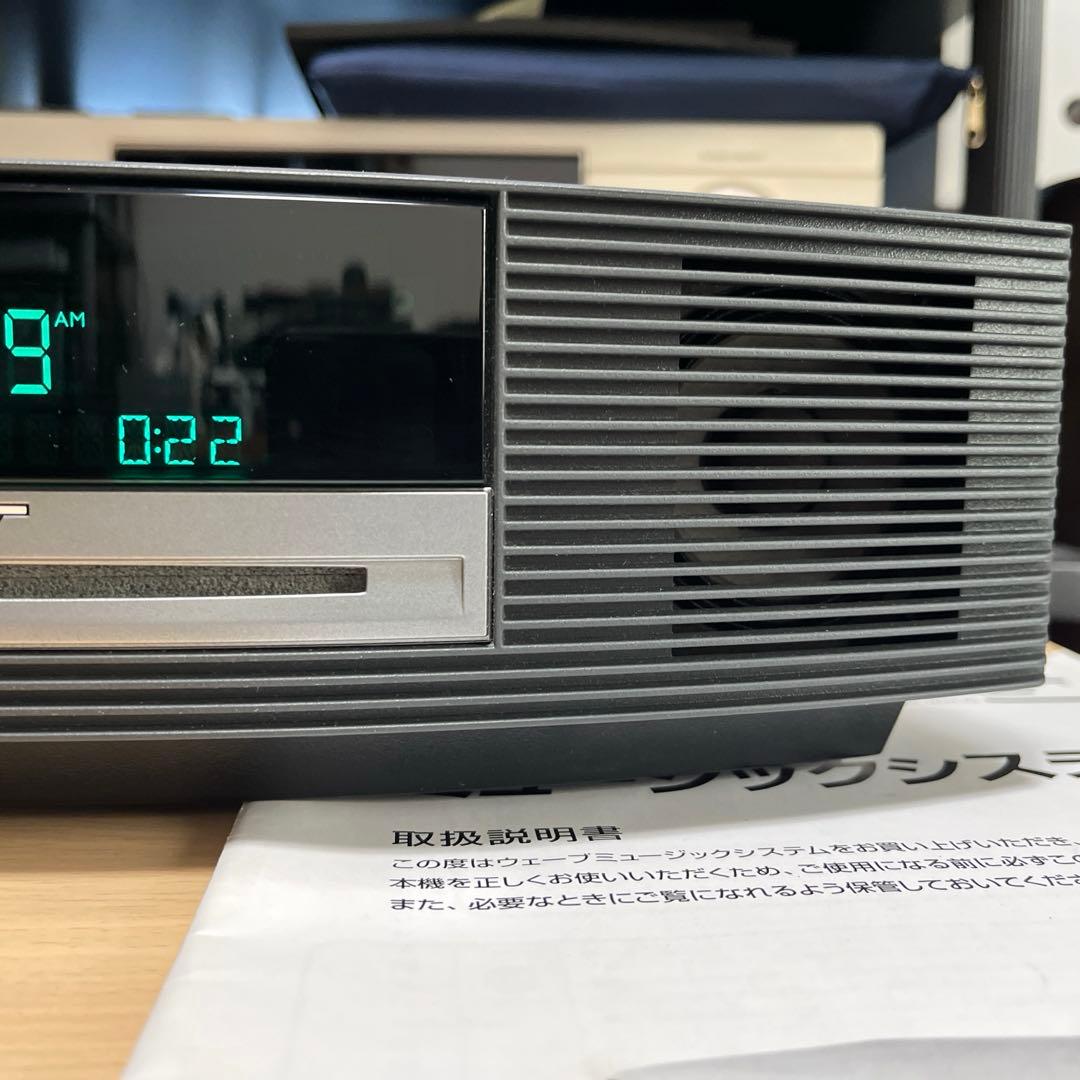 9 AM
0:22
ミュージックシステ
取扱説明書
この度はウェーブミュージックシステムをお買い上げいただき、
本機を正しくお使いいただくため、ご使用になる前に必ずこの
また、必要なときにご覧になれるよう保管しておいてくださ